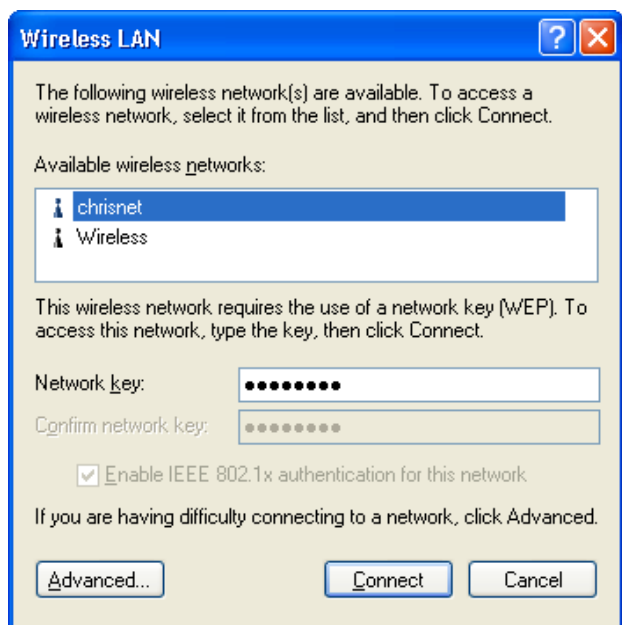 Wireless LAN
The following wireless network(s) are available. To access a
wireless network, select it from the list, and then click Connect.
Available wireless networks:
chrisnet
Wireless
This wireless network requires the use of a network key (WEP). To
access this network, type the key, then click Connect.
Network key: ●●●●●●●●
Confirm network key: ●●●●●●●●
Enable IEEE 802.1x authentication for this network
If you are having difficulty connecting to a network, click Advanced.
Advanced... Connect Cancel